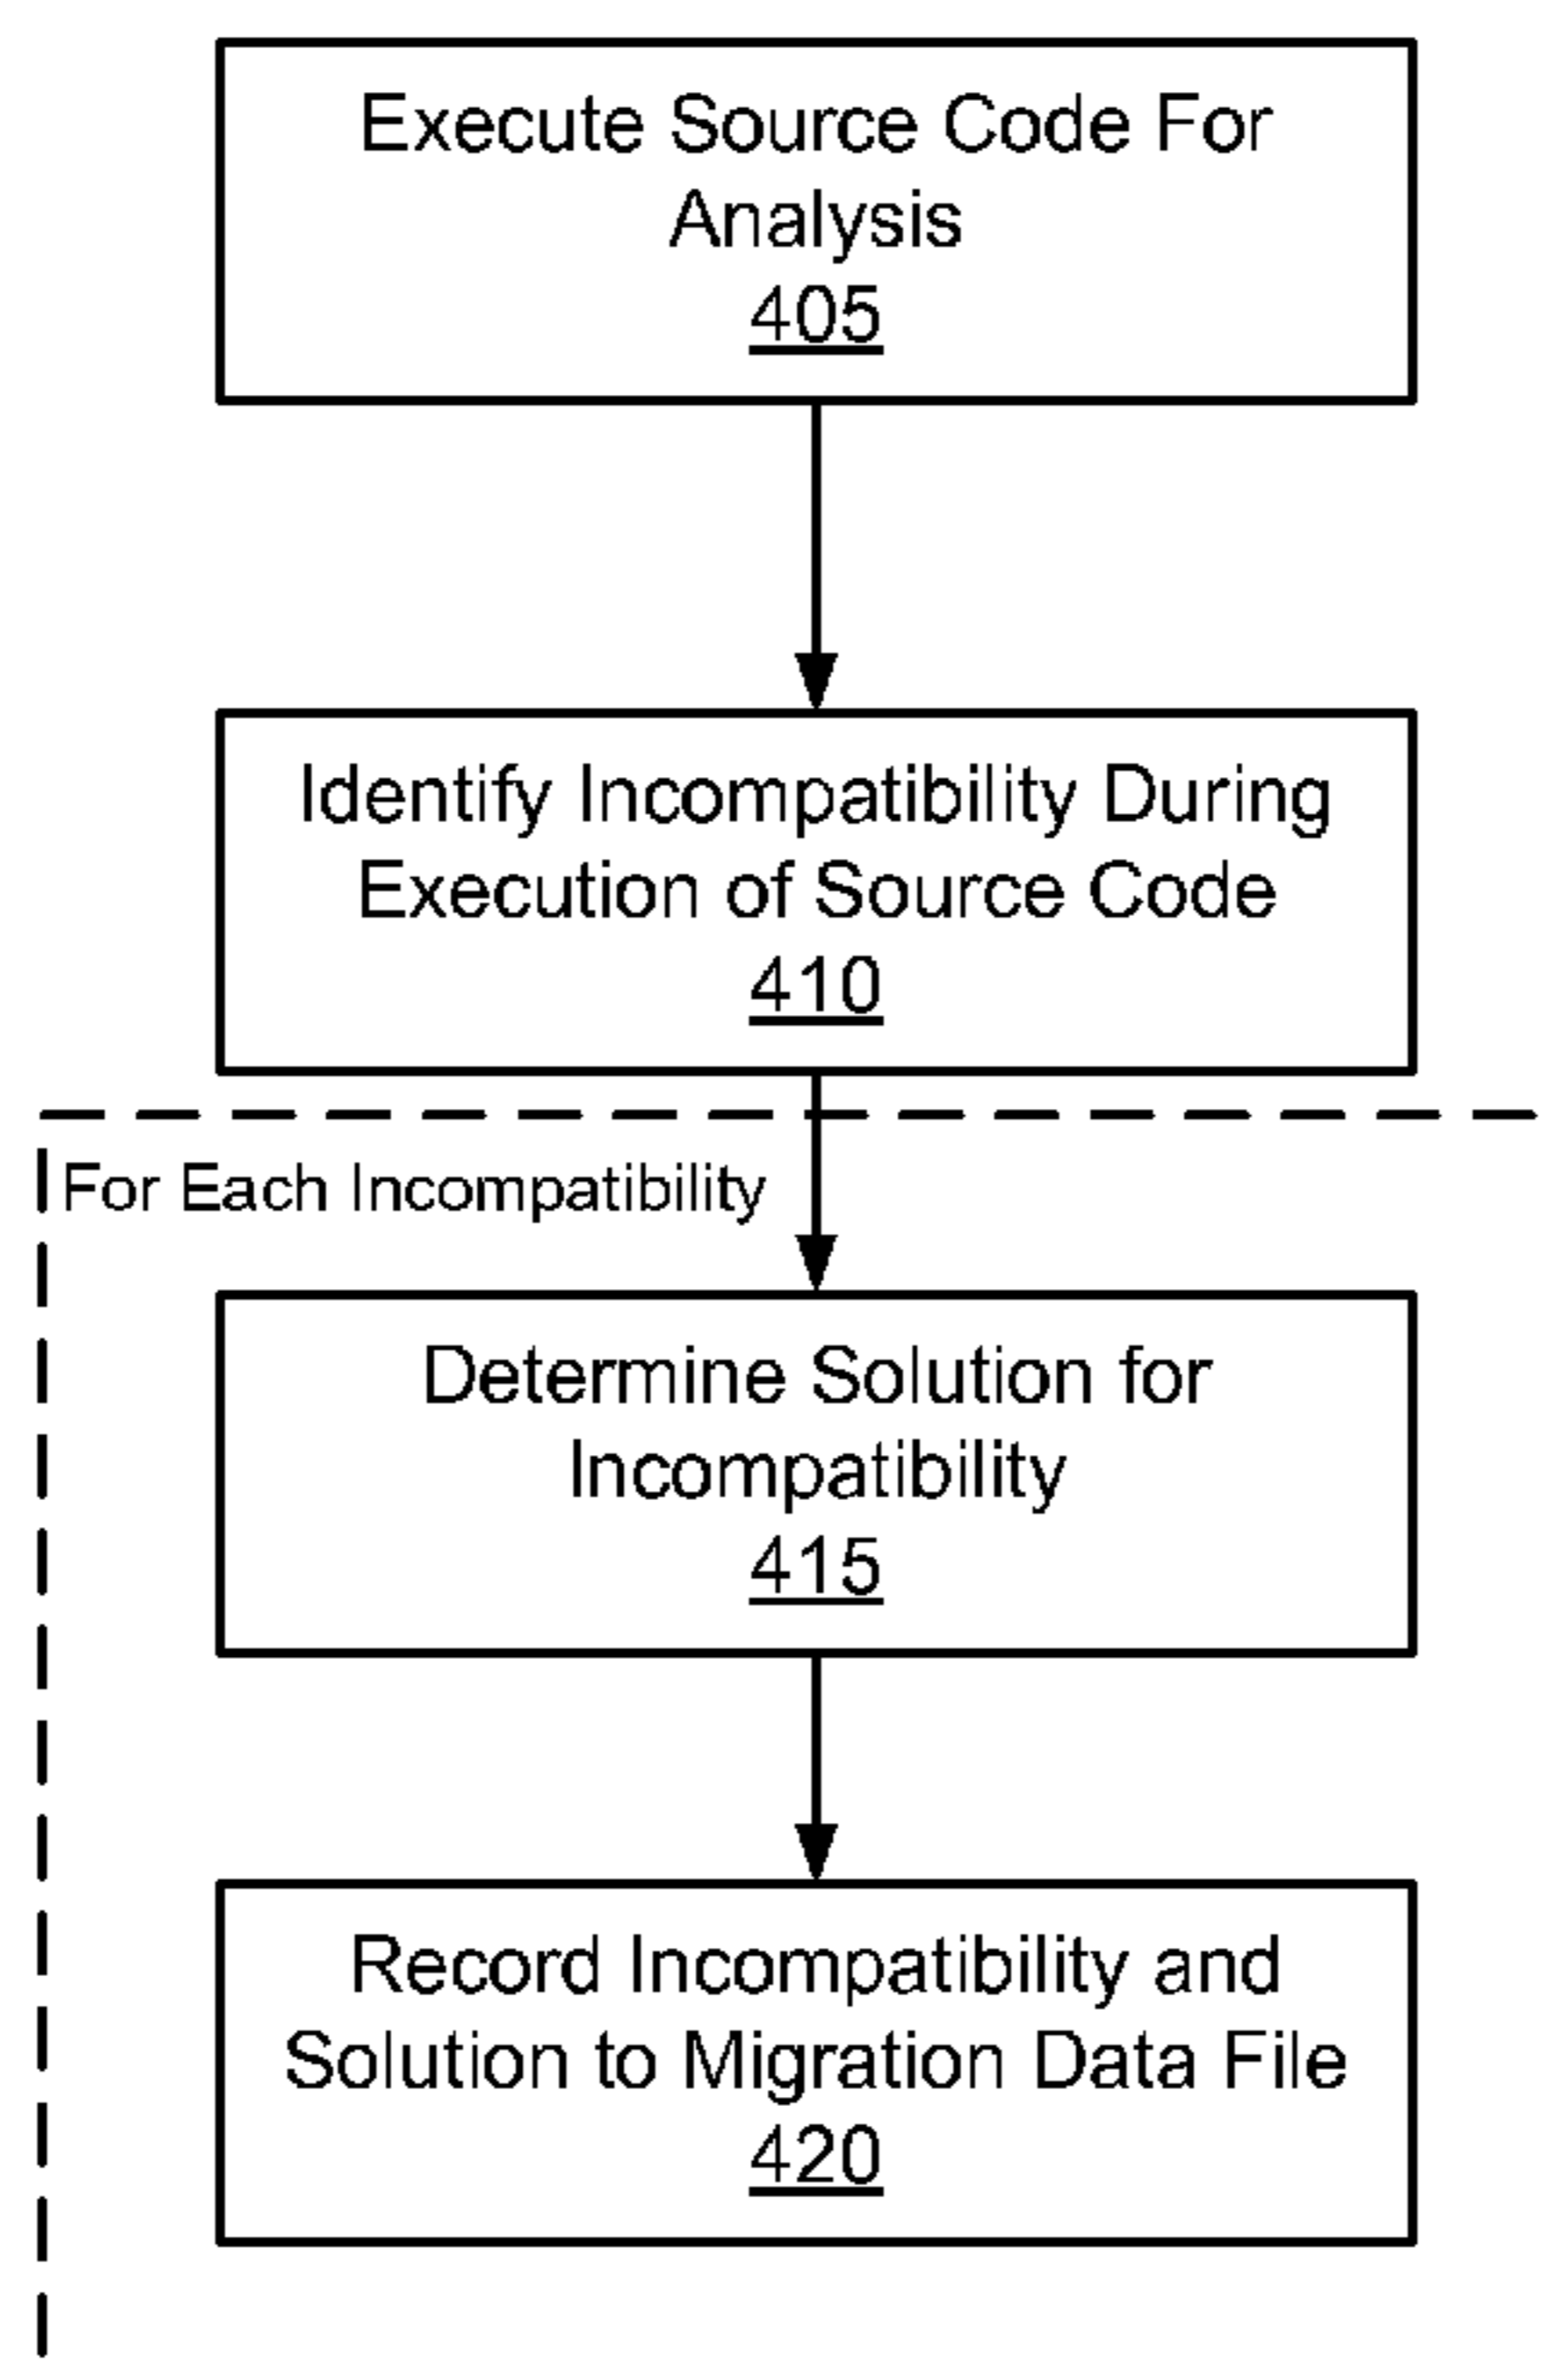 Execute Source Code For
Analysis
405
Identify Incompatibility During
Execution of Source Code
410
For Each Incompatibility
Determine Solution for
Incompatibility
415
Record Incompatibility and
Solution to Migration Data File
420